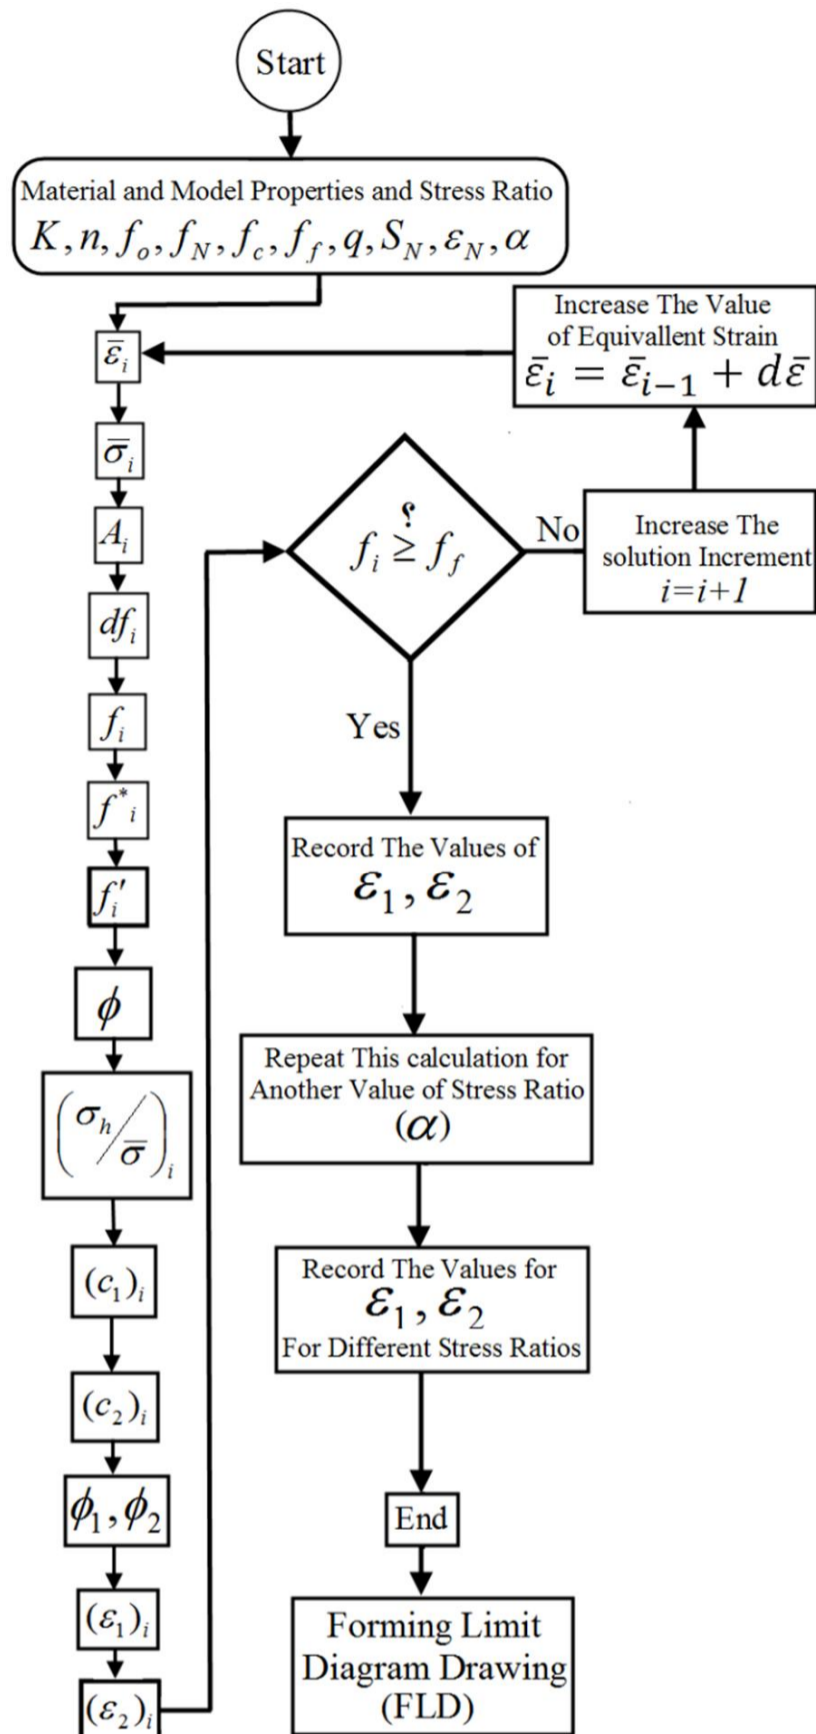 Start
Material and Model Properties and Stress Ratio
K, n, f_o, f_N, f_c, f_f, q, S_N, ε_N, α
ε̄_i
σ̄_i
A_i
df_i
f_i
f*_i
f_i′
ϕ
(σ_h/σ̄)_i
(c_1)_i
(c_2)_i
ϕ_1, ϕ_2
(ε_1)_i
(ε_2)_i
؟
f_i ≥ f_f
No
Increase The
solution Increment
i=i+1
Increase The Value
of Equivallent Strain
ε̄_i = ε̄_{i−1} + dε̄
Yes
Record The Values of
ε_1, ε_2
Repeat This calculation for
Another Value of Stress Ratio
(α)
Record The Values for
ε_1, ε_2
For Different Stress Ratios
End
Forming Limit
Diagram Drawing
(FLD)